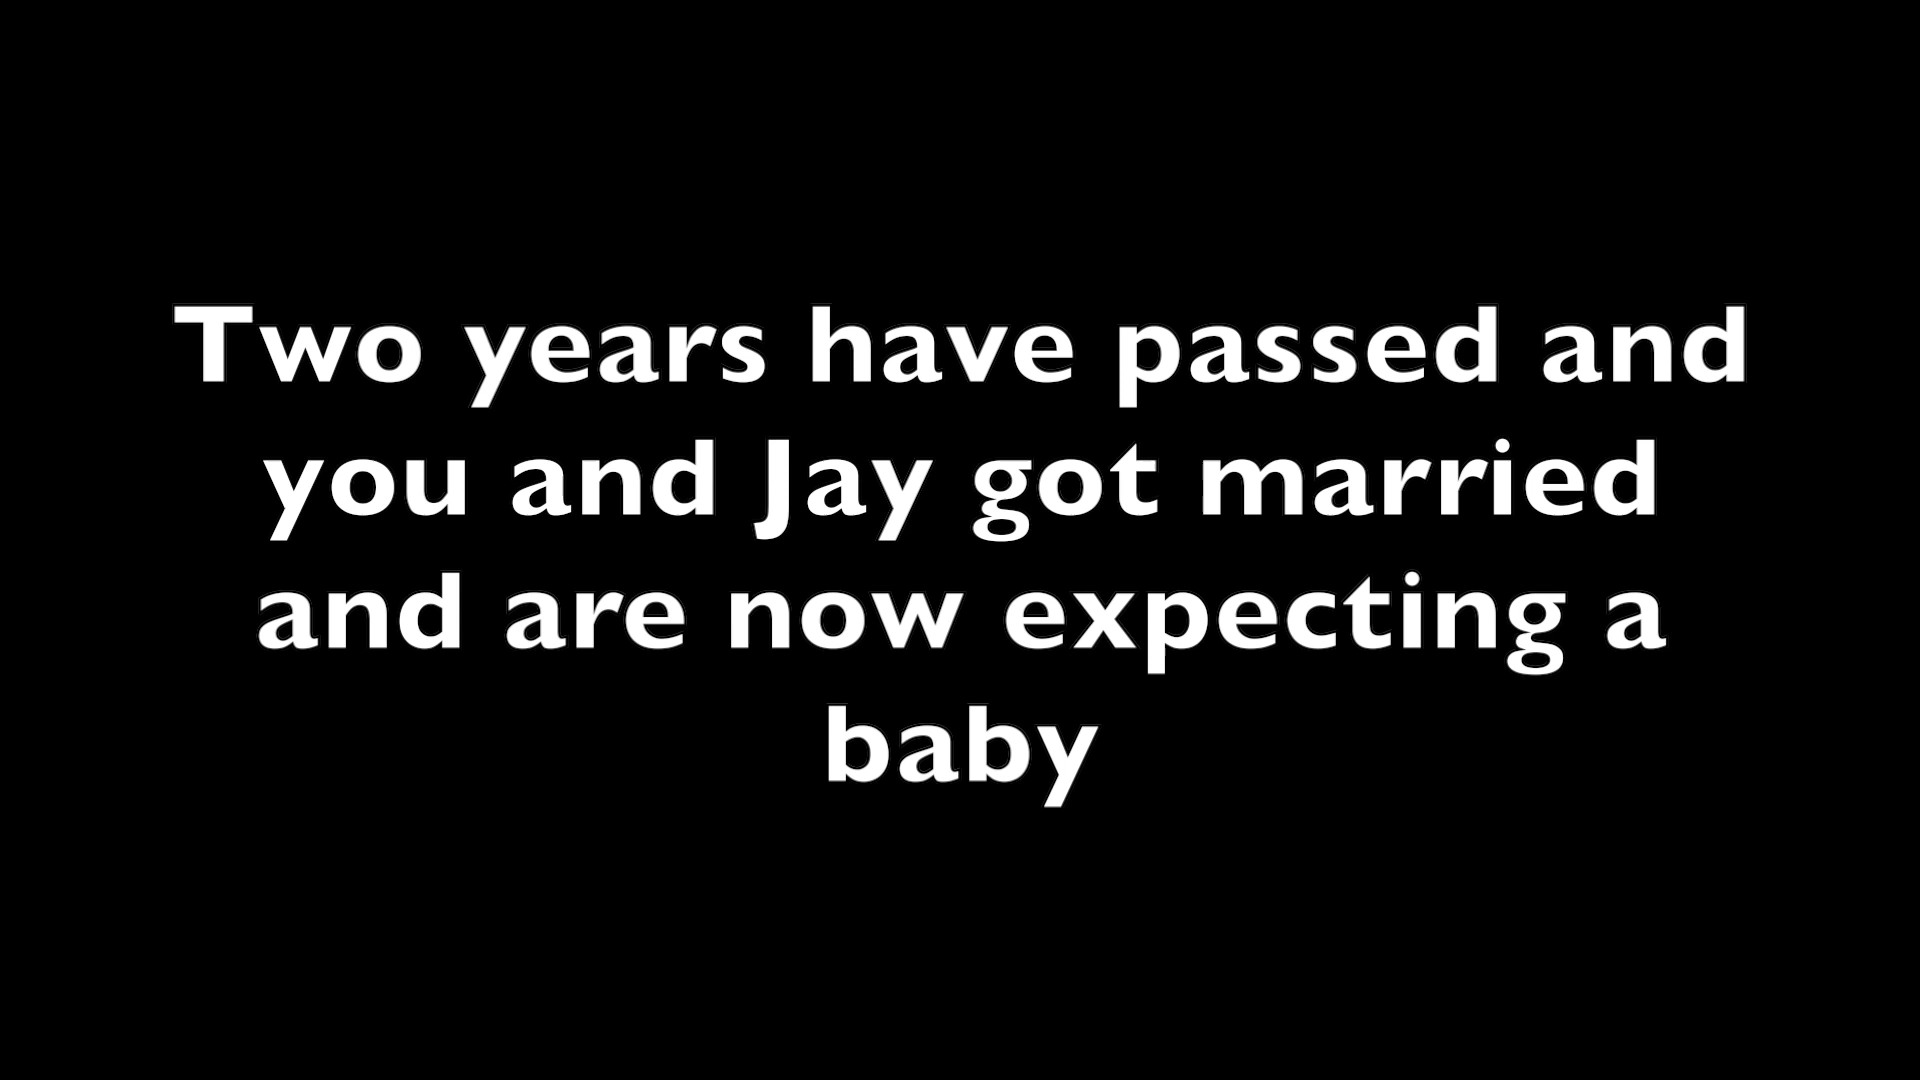 Two years have passed and
you and Jay got married
and are now expecting a
baby